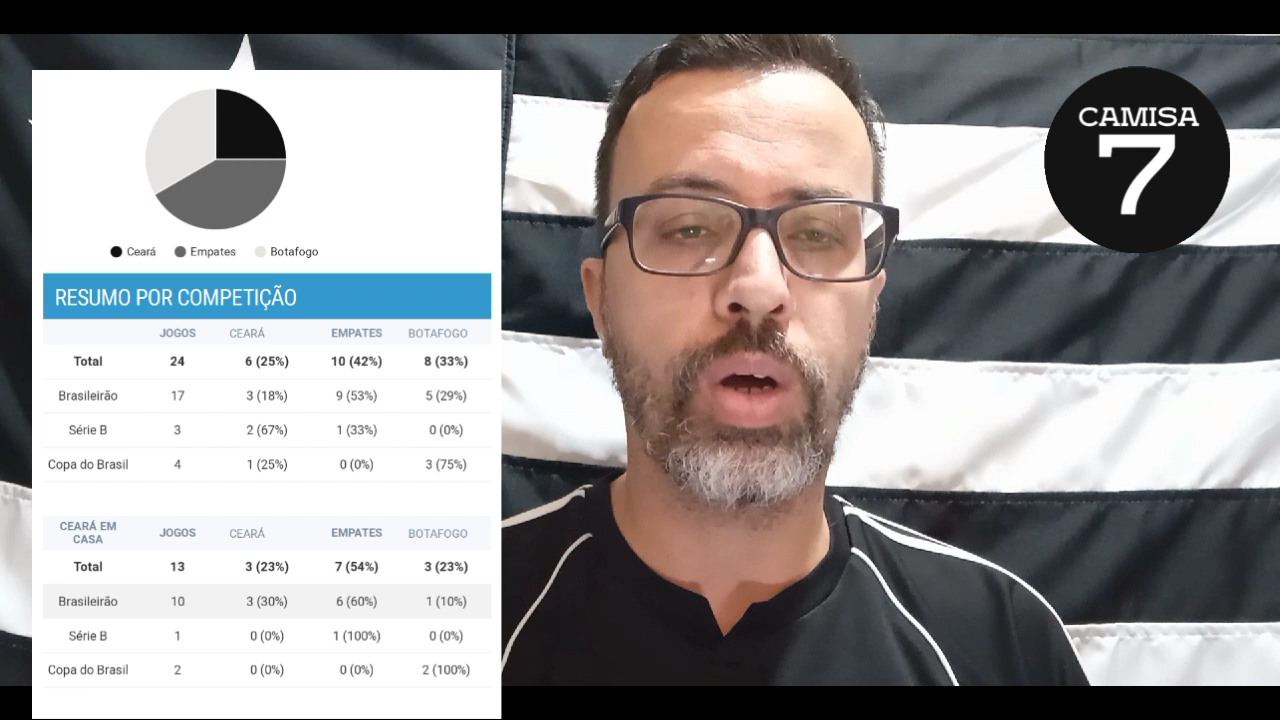 CAMISA
7
Ceará Empates Botafogo
RESUMO POR COMPETIÇÃO
JOGOS CEARÁ EMPATES BOTAFOGO
Total 24 6 (25%) 10 (42%) 8 (33%)
Brasileirão 17 3 (18%) 9 (53%) 5 (29%)
Série B 3 2 (67%) 1 (33%) 0 (0%)
Copa do Brasil 4 1 (25%) 0 (0%) 3 (75%)
CEARÁ EM
CASA JOGOS CEARÁ EMPATES BOTAFOGO
Total 13 3 (23%) 7 (54%) 3 (23%)
Brasileirão 10 3 (30%) 6 (60%) 1 (10%)
Série B 1 0 (0%) 1 (100%) 0 (0%)
Copa do Brasil 2 0 (0%) 0 (0%) 2 (100%)